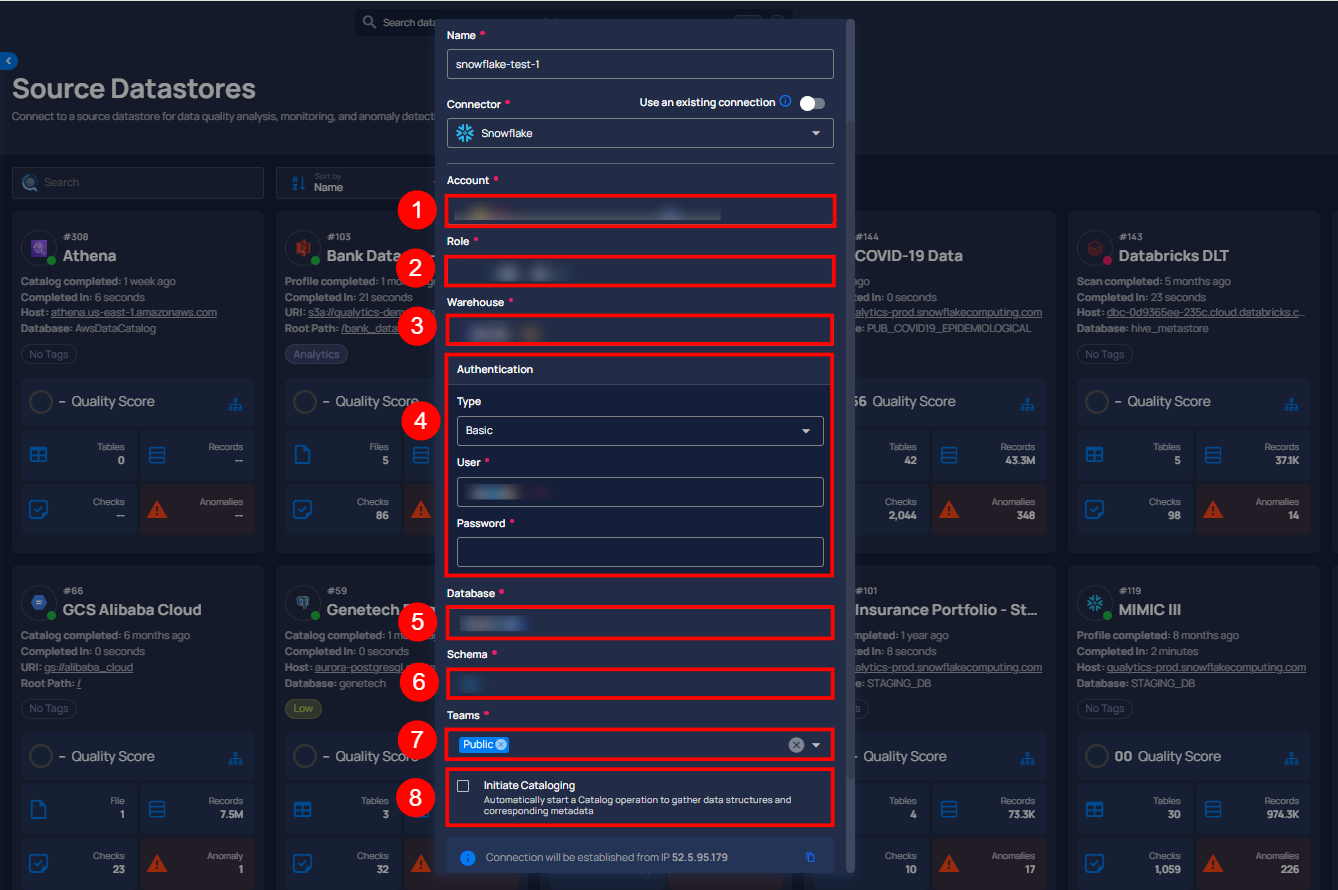 Search data
Source Datastores
Connect to a source datastore for data quality analysis, monitoring, and anomaly detect
Search
Sort by
Name
Name *
snowflake-test-1
Connector *
Use an existing connection
Snowflake
Account *
1
Role *
2
Warehouse *
3
Authentication
4
Type
Basic
User *
Password *
Database *
5
Schema *
6
Teams *
7
Public
8
Initiate Cataloging
Automatically start a Catalog operation to gather data structures and
corresponding metadata
Connection will be established from IP 52.5.95.179
#308
Athena
Catalog completed: 1 week ago
Completed In: 6 seconds
Host: athena.us-east-1.amazonaws.com
Database: AwsDataCatalog
No Tags
– Quality Score
Tables
0
Records
--
Checks
--
Anomalies
--
#103
Bank Data
Profile completed: 1 mo
Completed In: 21 seconds
URI: s3a://qualytics-dem
Root Path: /bank_data
Analytics
– Quality Score
Files
5
Checks
86
#144
COVID-19 Data
ago
ed In: 0 seconds
alytics-prod.snowflakecomputing.com
e: PUB_COVID19_EPIDEMIOLOGICAL
56 Quality Score
Tables
42
Records
43.3M
Checks
2,044
Anomalies
348
#143
Databricks DLT
Scan completed: 5 months ago
Completed In: 23 seconds
Host: dbc-0d9365ee-235c.cloud.databricks.c...
Database: hive_metastore
No Tags
– Quality Score
Tables
5
Records
37.1K
Checks
98
Anomalies
14
#66
GCS Alibaba Cloud
Catalog completed: 6 months ago
Completed In: 0 seconds
URI: gs://alibaba_cloud
Root Path: /
No Tags
– Quality Score
File
1
Records
7.5M
Checks
23
Anomaly
1
#59
Genetech
Catalog completed: 1 m
Completed In: 0 seconds
Host: aurora-postgresql
Database: genetech
Low
– Quality Score
Tables
3
Checks
32
#101
Insurance Portfolio - St...
mpleted: 1 year ago
ed In: 8 seconds
alytics-prod.snowflakecomputing.com
e: STAGING_DB
s
Quality Score
Tables
4
Records
73.3K
Checks
10
Anomalies
17
#119
MIMIC III
Profile completed: 8 months ago
Completed In: 2 minutes
Host: qualytics-prod.snowflakecomputing.com
Database: STAGING_DB
No Tags
00 Quality Score
Tables
30
Records
974.3K
Checks
1,059
Anomalies
226